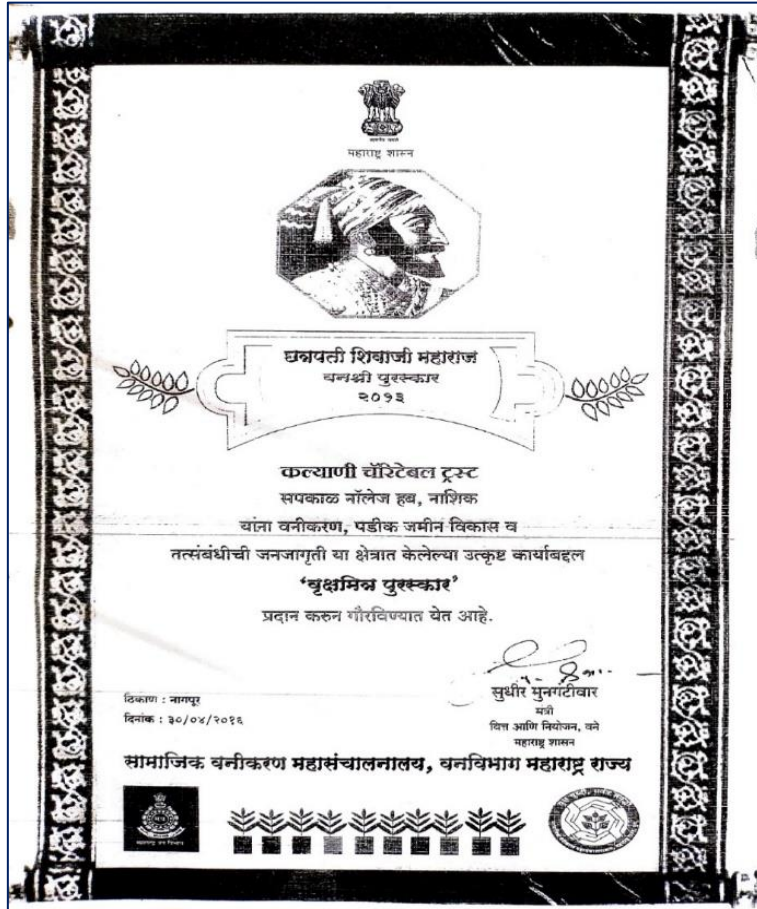 महाराष्ट्र शासन
छत्रपती शिवाजी महाराज
वनश्री पुरस्कार
२०१३
कल्याणी चॅरिटेबल ट्रस्ट
सपकाळ नॉलेज हब, नाशिक
यांना वनीकरण, पडीक जमीन विकास व
तत्संबंधीची जनजागृती या क्षेत्रात केलेल्या उत्कृष्ट कार्याबद्दल
'वृक्षमित्र पुरस्कार'
प्रदान करुन गौरविण्यात येत आहे.
ठिकाण : नागपूर
दिनांक : ३०/०४/२०१६
सुधीर मुनगंटीवार
मंत्री
वित्त आणि नियोजन, वने
महाराष्ट्र शासन
सामाजिक वनीकरण महासंचालनालय, वनविभाग महाराष्ट्र राज्य
महाराष्ट्र वन विभाग